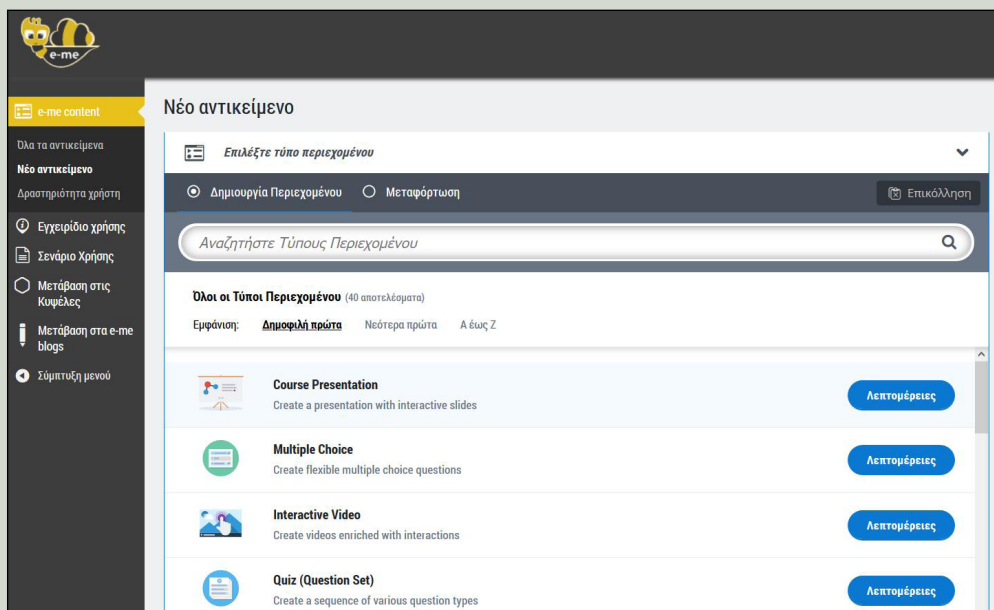 e-me
e-me content
Όλα τα αντικείμενα
Νέο αντικείμενο
Δραστηριότητα χρήστη
Εγχειρίδιο χρήσης
Σενάριο Χρήσης
Μετάβαση στις
Κυψέλες
Μετάβαση στα e-me
blogs
Σύμπτυξη μενού
Νέο αντικείμενο
Επιλέξτε τύπο περιεχομένου
Δημιουργία Περιεχομένου Μεταφόρτωση Επικόλληση
Αναζητήστε Τύπους Περιεχομένου
Όλοι οι Τύποι Περιεχομένου (40 αποτελέσματα)
Εμφάνιση: Δημοφιλή πρώτα Νεότερα πρώτα Α έως Ζ
Course Presentation
Create a presentation with interactive slides
Λεπτομέρειες
Multiple Choice
Create flexible multiple choice questions
Λεπτομέρειες
Interactive Video
Create videos enriched with interactions
Λεπτομέρειες
Quiz (Question Set)
Create a sequence of various question types
Λεπτομέρειες